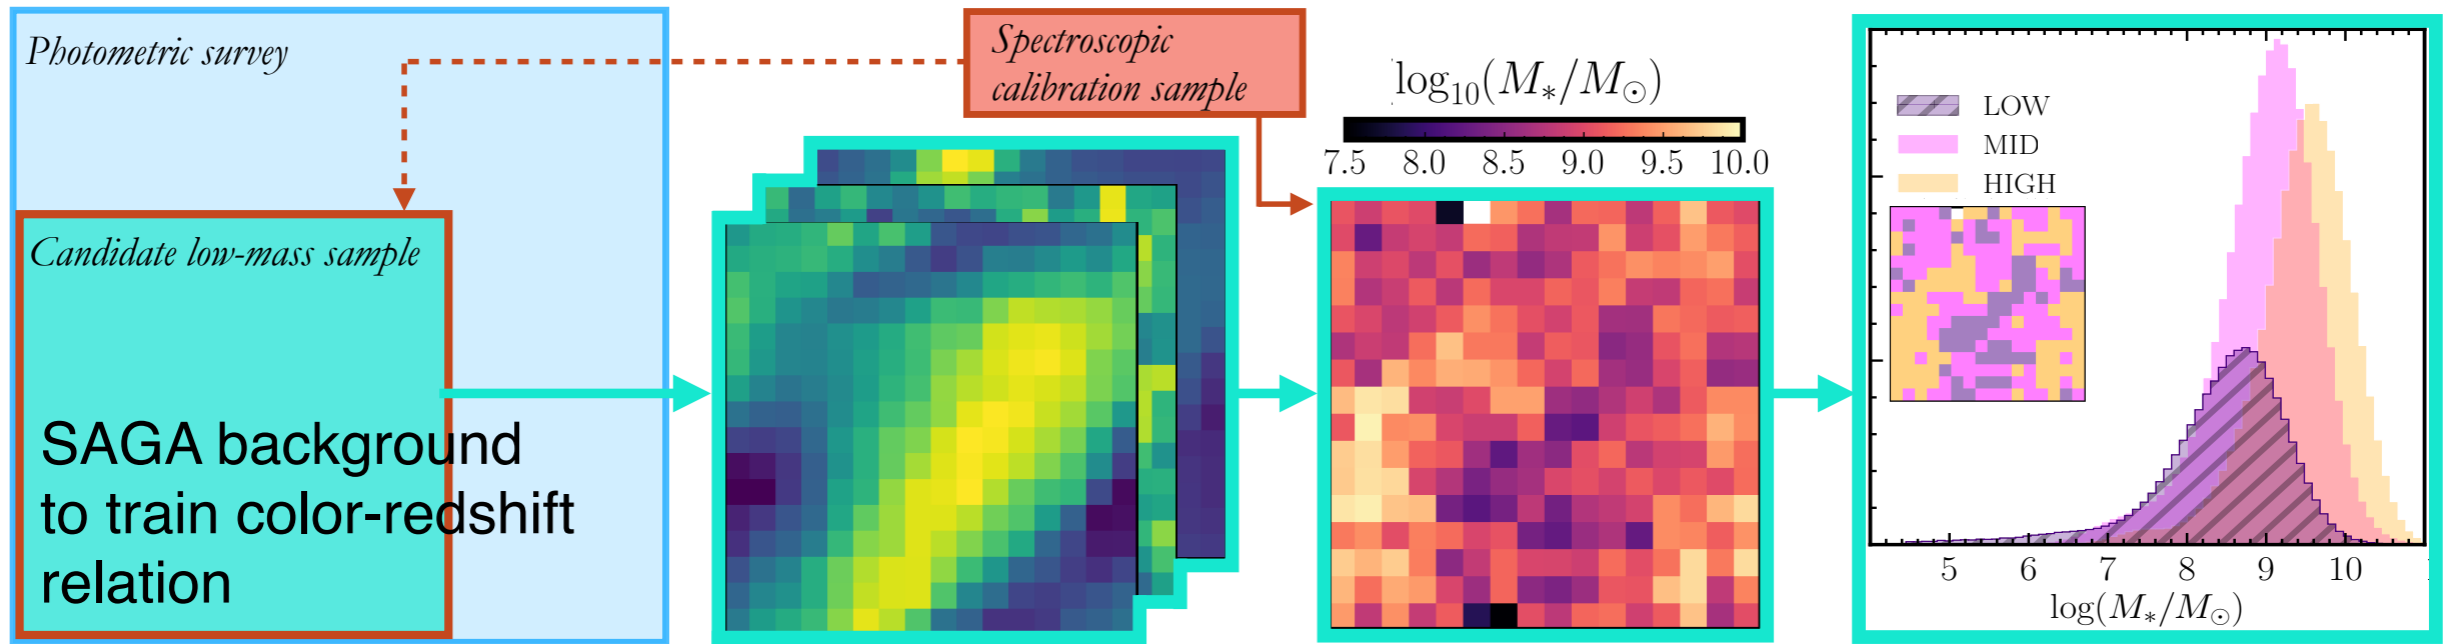 Photometric survey
Candidate low-mass sample
SAGA background
to train color-redshift
relation
Spectroscopic
calibration sample
log₁₀(M∗/M⊙)
7.5 8.0 8.5 9.0 9.5 10.0
LOW
MID
HIGH
5 6 7 8 9 10
log(M∗/M⊙)